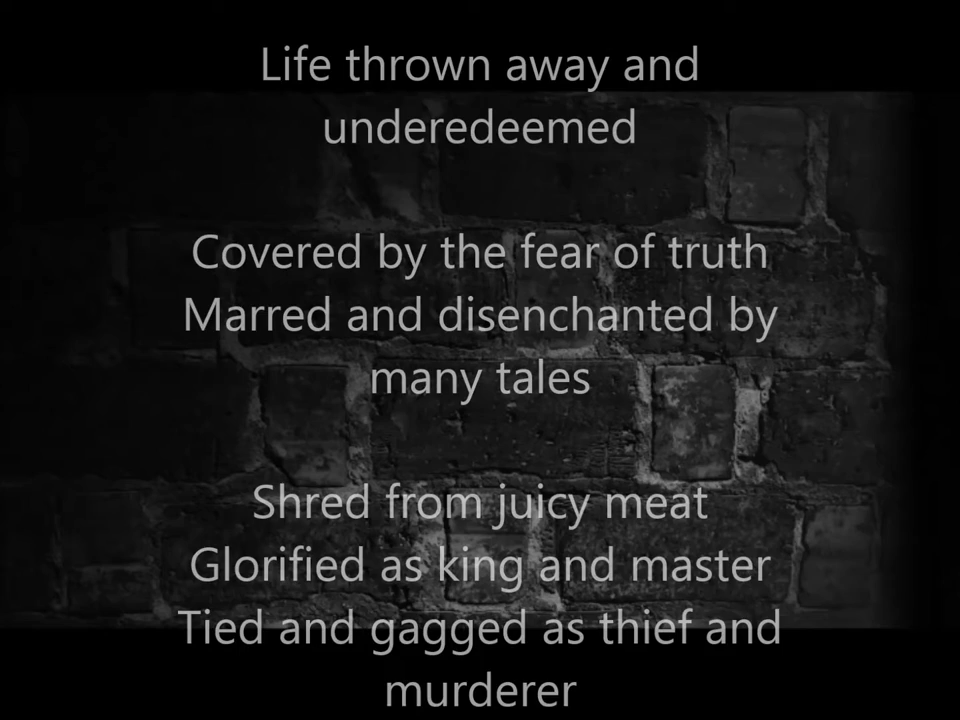 Life thrown away and
underedeemed
Covered by the fear of truth
Marred and disenchanted by
many tales
Shred from juicy meat
Glorified as king and master
Tied and gagged as thief and
murderer